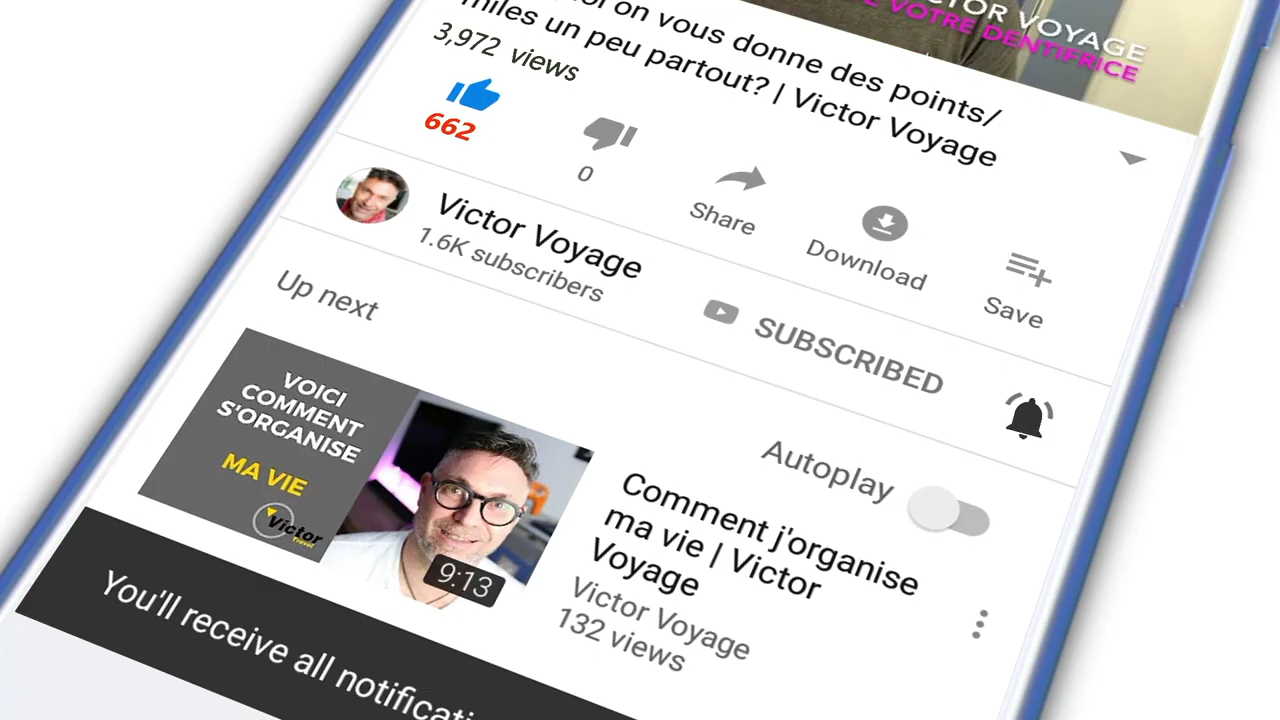 CTOR VOYAGE
VOTRE DENTIFRICE
on vous donne des points/
miles un peu partout? | Victor Voyage
3,972 views
662
0
Share
Download
Save
Victor Voyage
1.6K subscribers
SUBSCRIBED
Up next
Autoplay
VOICI
COMMENT
S'ORGANISE
MA VIE
Victor
Travel
9:13
Comment j'organise
ma vie | Victor
Voyage
Victor Voyage
132 views
You'll receive all notificati